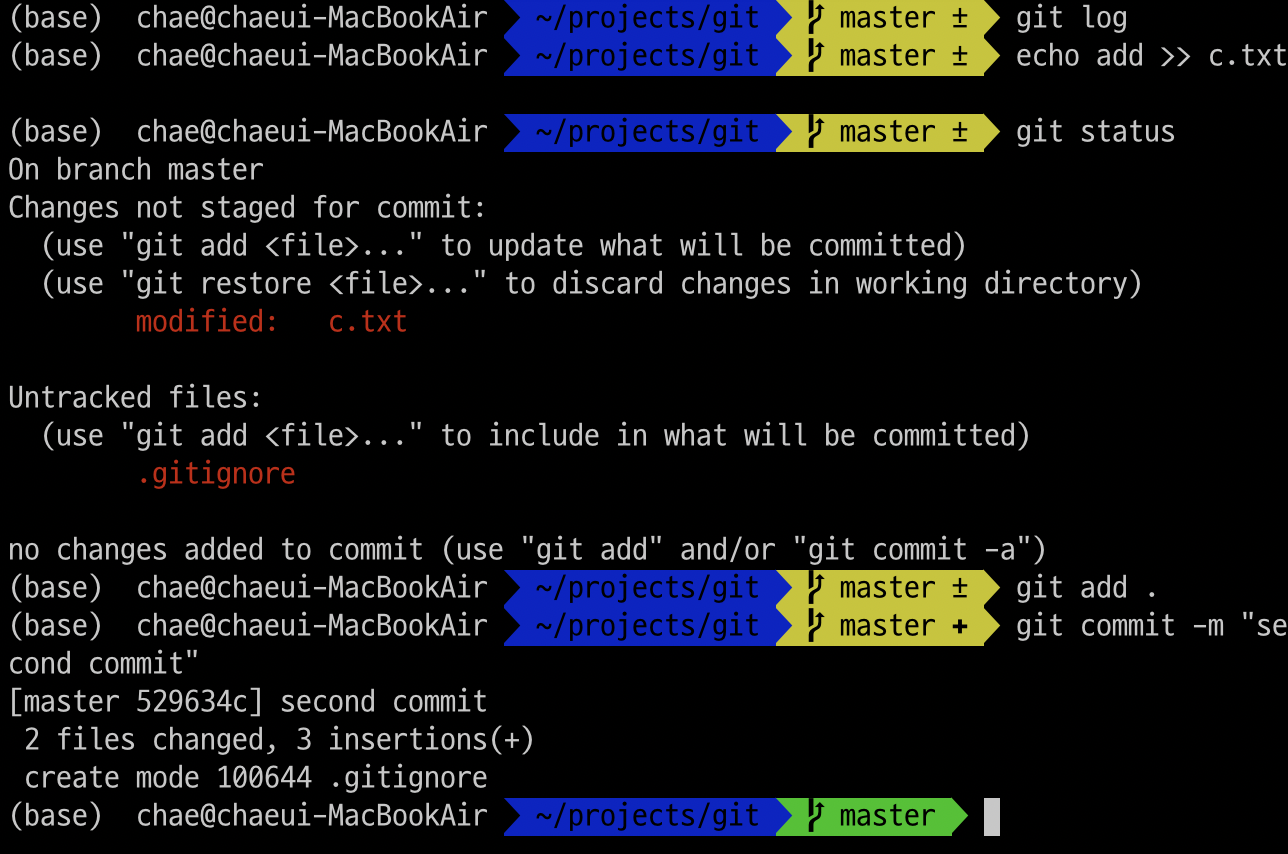 (base)  chae@chaeui-MacBookAir  ~/projects/git  master ±  git log
(base)  chae@chaeui-MacBookAir  ~/projects/git  master ±  echo add >> c.txt
(base)  chae@chaeui-MacBookAir  ~/projects/git  master ±  git status
On branch master
Changes not staged for commit:
  (use "git add <file>..." to update what will be committed)
  (use "git restore <file>..." to discard changes in working directory)
        modified:   c.txt
Untracked files:
  (use "git add <file>..." to include in what will be committed)
        .gitignore
no changes added to commit (use "git add" and/or "git commit -a")
(base)  chae@chaeui-MacBookAir  ~/projects/git  master ±  git add .
(base)  chae@chaeui-MacBookAir  ~/projects/git  master +  git commit -m "se
cond commit"
[master 529634c] second commit
 2 files changed, 3 insertions(+)
 create mode 100644 .gitignore
(base)  chae@chaeui-MacBookAir  ~/projects/git  master